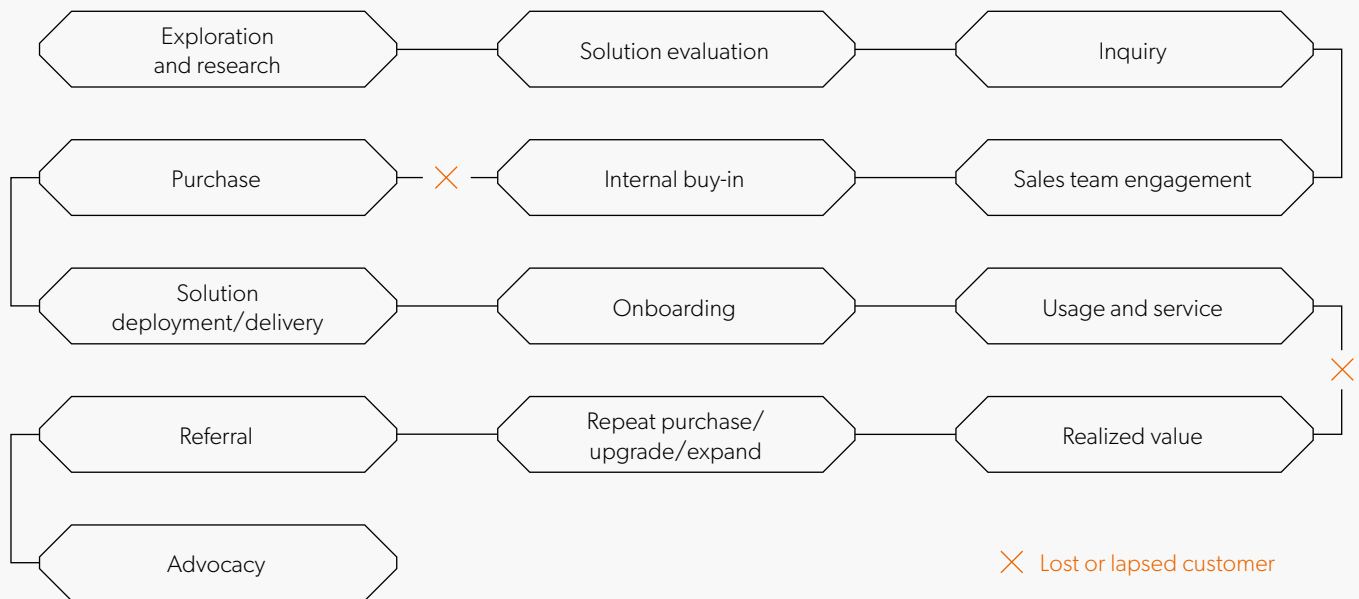 Exploration
and research
Solution evaluation
Inquiry
Purchase
Internal buy-in
Sales team engagement
Solution
deployment/delivery
Onboarding
Usage and service
Referral
Repeat purchase/
upgrade/expand
Realized value
Advocacy
Lost or lapsed customer